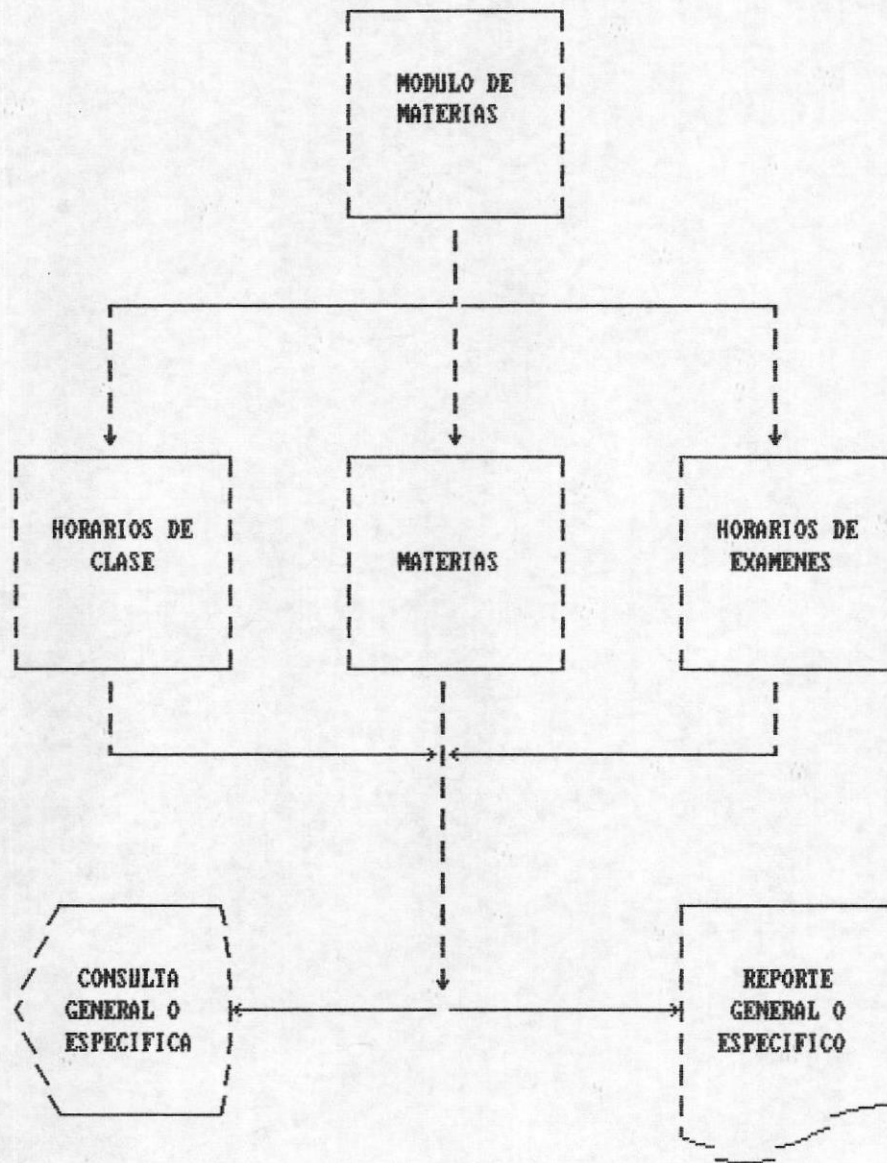 MODULO DE
MATERIAS
HORARIOS DE
CLASE
MATERIAS
HORARIOS DE
EXAMENES
CONSULTA
GENERAL O
ESPECIFICA
REPORTE
GENERAL O
ESPECIFICO